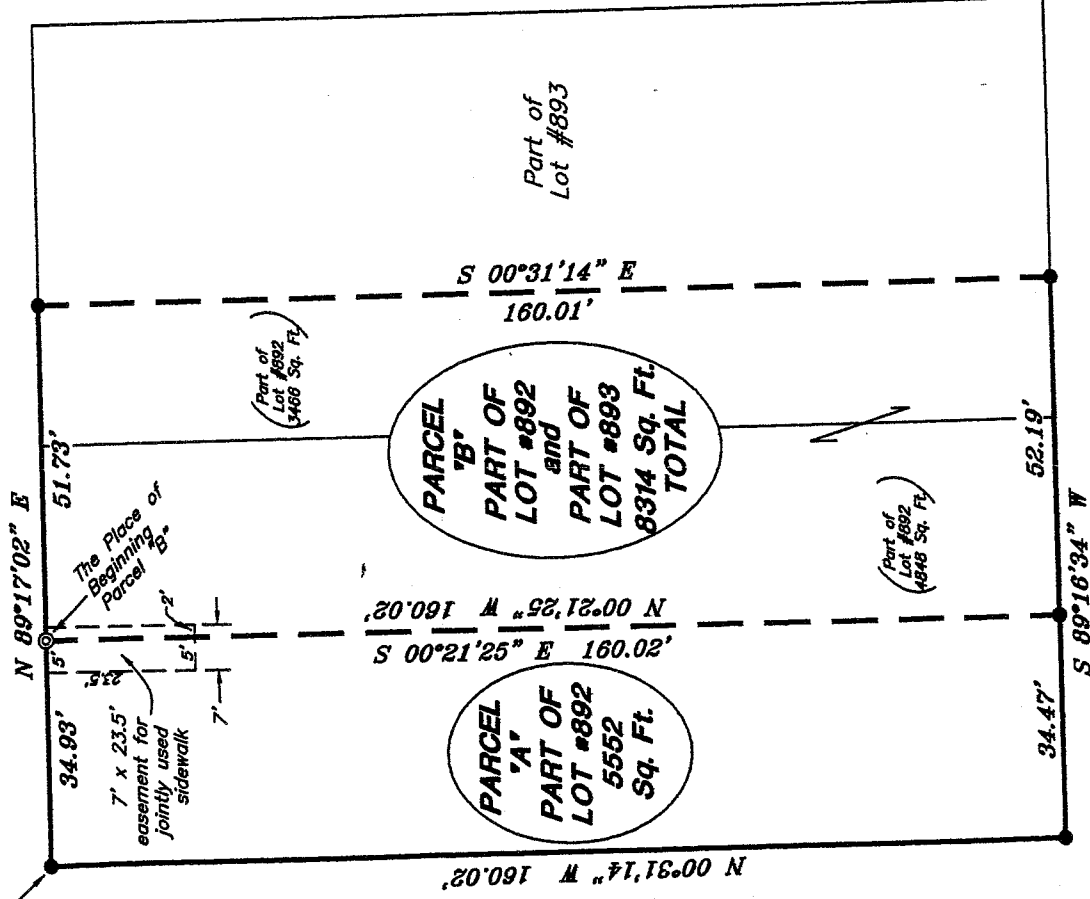 N 89°17'02" E
34.93'
51.73'
The Place of
Beginning
Parcel "B"
5'
23.5'
2'
5'
7'
7' x 23.5'
easement for
jointly used
sidewalk
(Part of
Lot #892
3466 Sq. Ft.)
Part of
Lot #893
S 00°31'14" E
160.01'
PARCEL
"B"
PART OF
LOT #892
and
PART OF
LOT #893
8314 Sq. Ft.
TOTAL
N 00°21'25" W 160.02'
S 00°21'25" E 160.02'
PARCEL
"A"
PART OF
LOT #892
5552
Sq. Ft.
(Part of
Lot #892
4848 Sq. Ft.)
N 00°31'14" W 160.02'
34.47'
52.19'
S 89°16'34" W